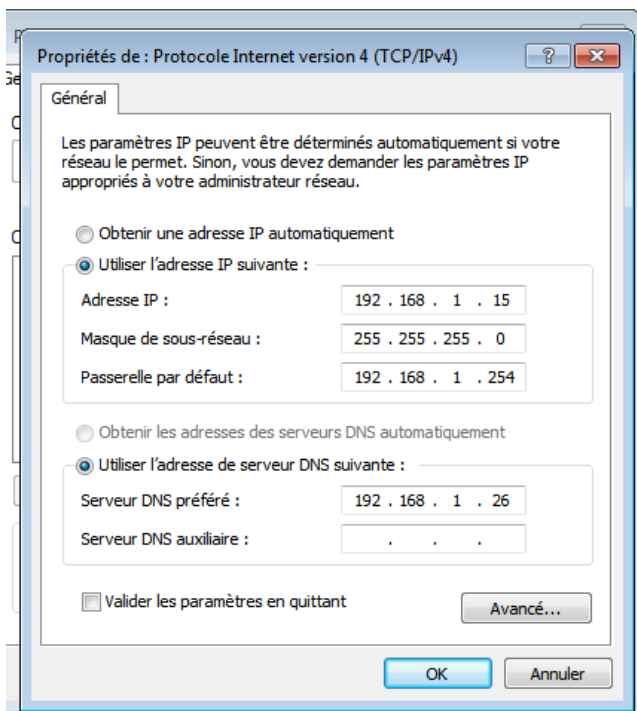 Propriétés de : Protocole Internet version 4 (TCP/IPv4)
Général
Les paramètres IP peuvent être déterminés automatiquement si votre
réseau le permet. Sinon, vous devez demander les paramètres IP
appropriés à votre administrateur réseau.
Obtenir une adresse IP automatiquement
Utiliser l'adresse IP suivante :
Adresse IP : 192 . 168 . 1 . 15
Masque de sous-réseau : 255 . 255 . 255 . 0
Passerelle par défaut : 192 . 168 . 1 . 254
Obtenir les adresses des serveurs DNS automatiquement
Utiliser l'adresse de serveur DNS suivante :
Serveur DNS préféré : 192 . 168 . 1 . 26
Serveur DNS auxiliaire : . . .
Valider les paramètres en quittant
Avancé...
OK Annuler